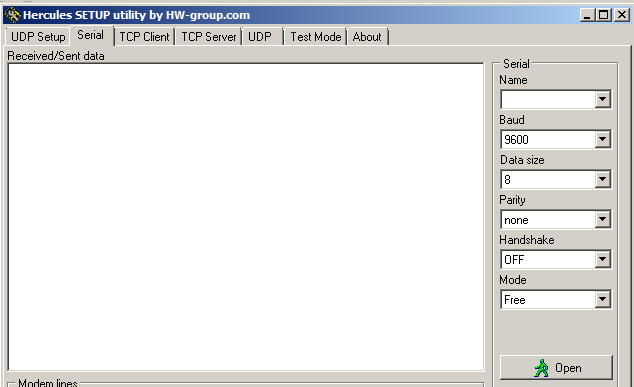 Hercules SETUP utility by HW-group.com
UDP Setup Serial TCP Client TCP Server UDP Test Mode About
Received/Sent data
Serial
Name
Baud
9600
Data size
8
Parity
none
Handshake
OFF
Mode
Free
Open
Modem lines